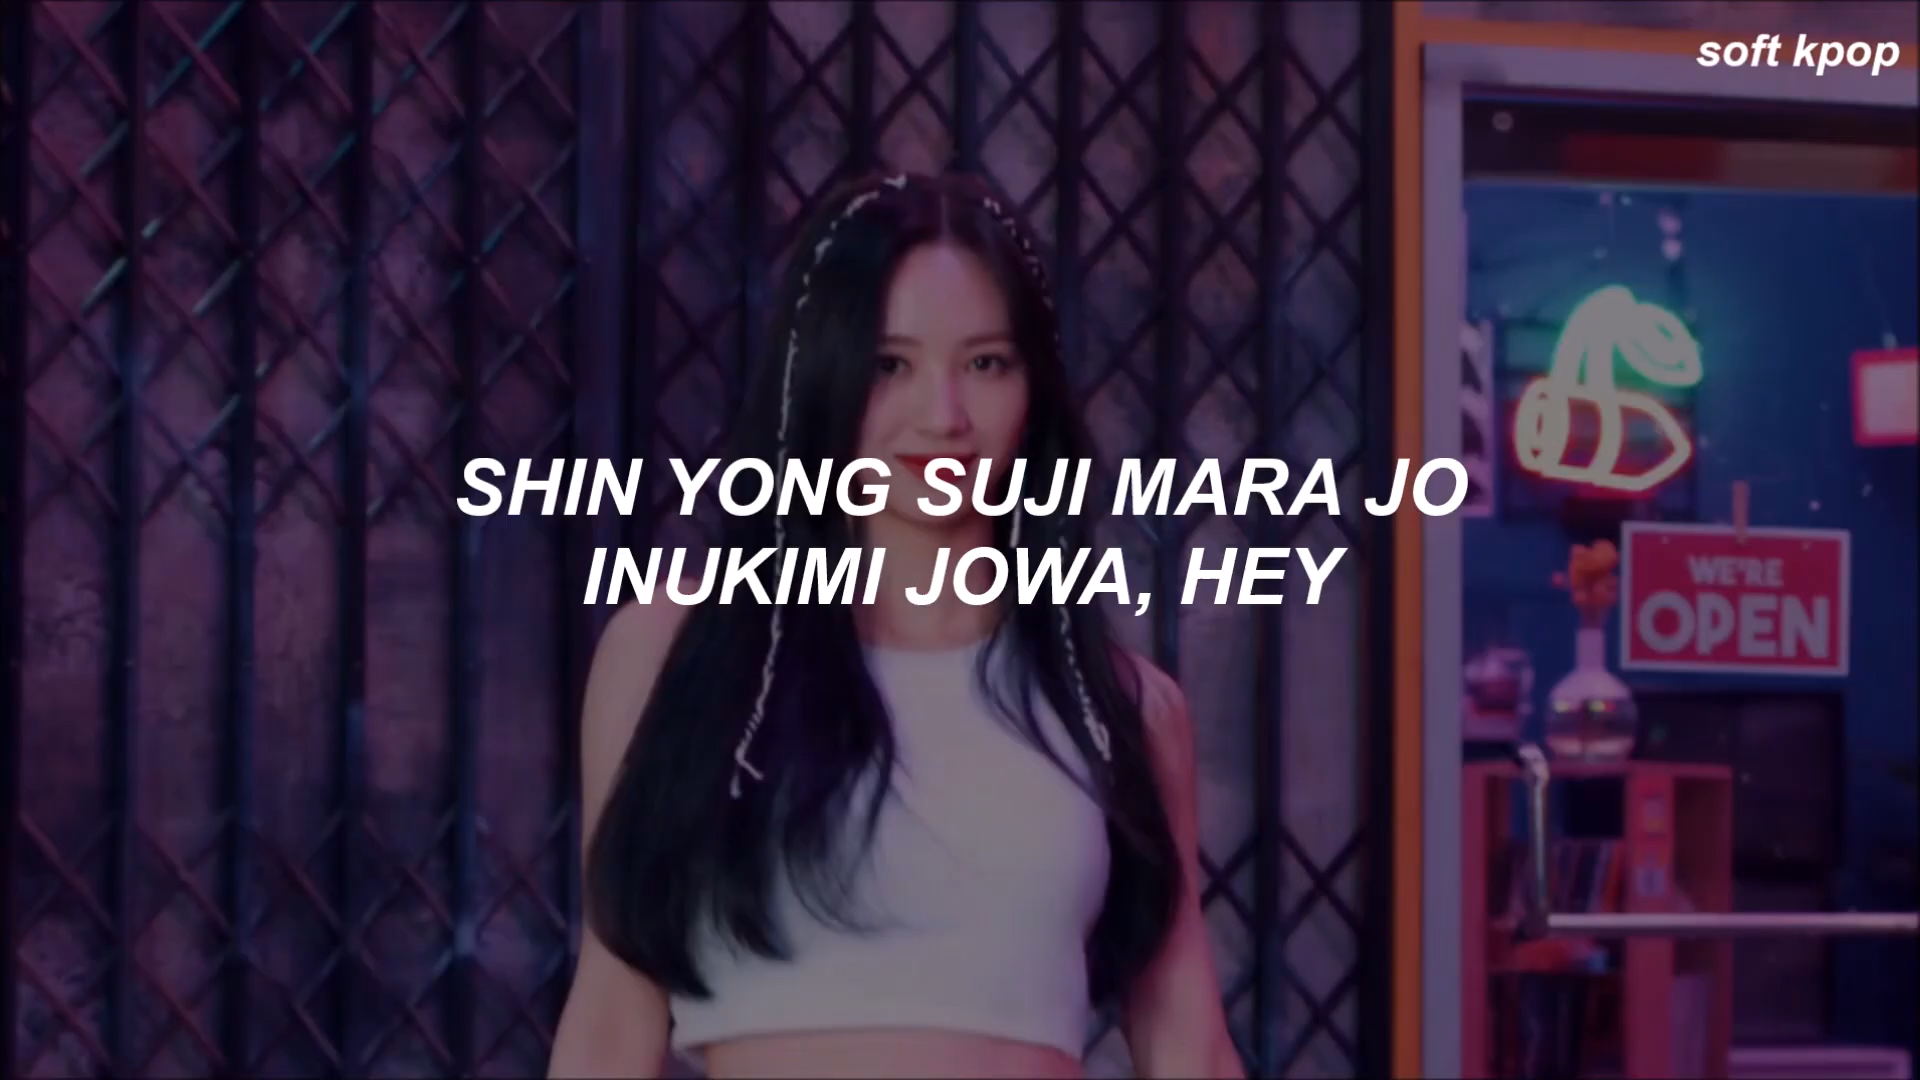 soft kpop
SHIN YONG SUJI MARA JO
INUKIMI JOWA, HEY
WE'RE
OPEN